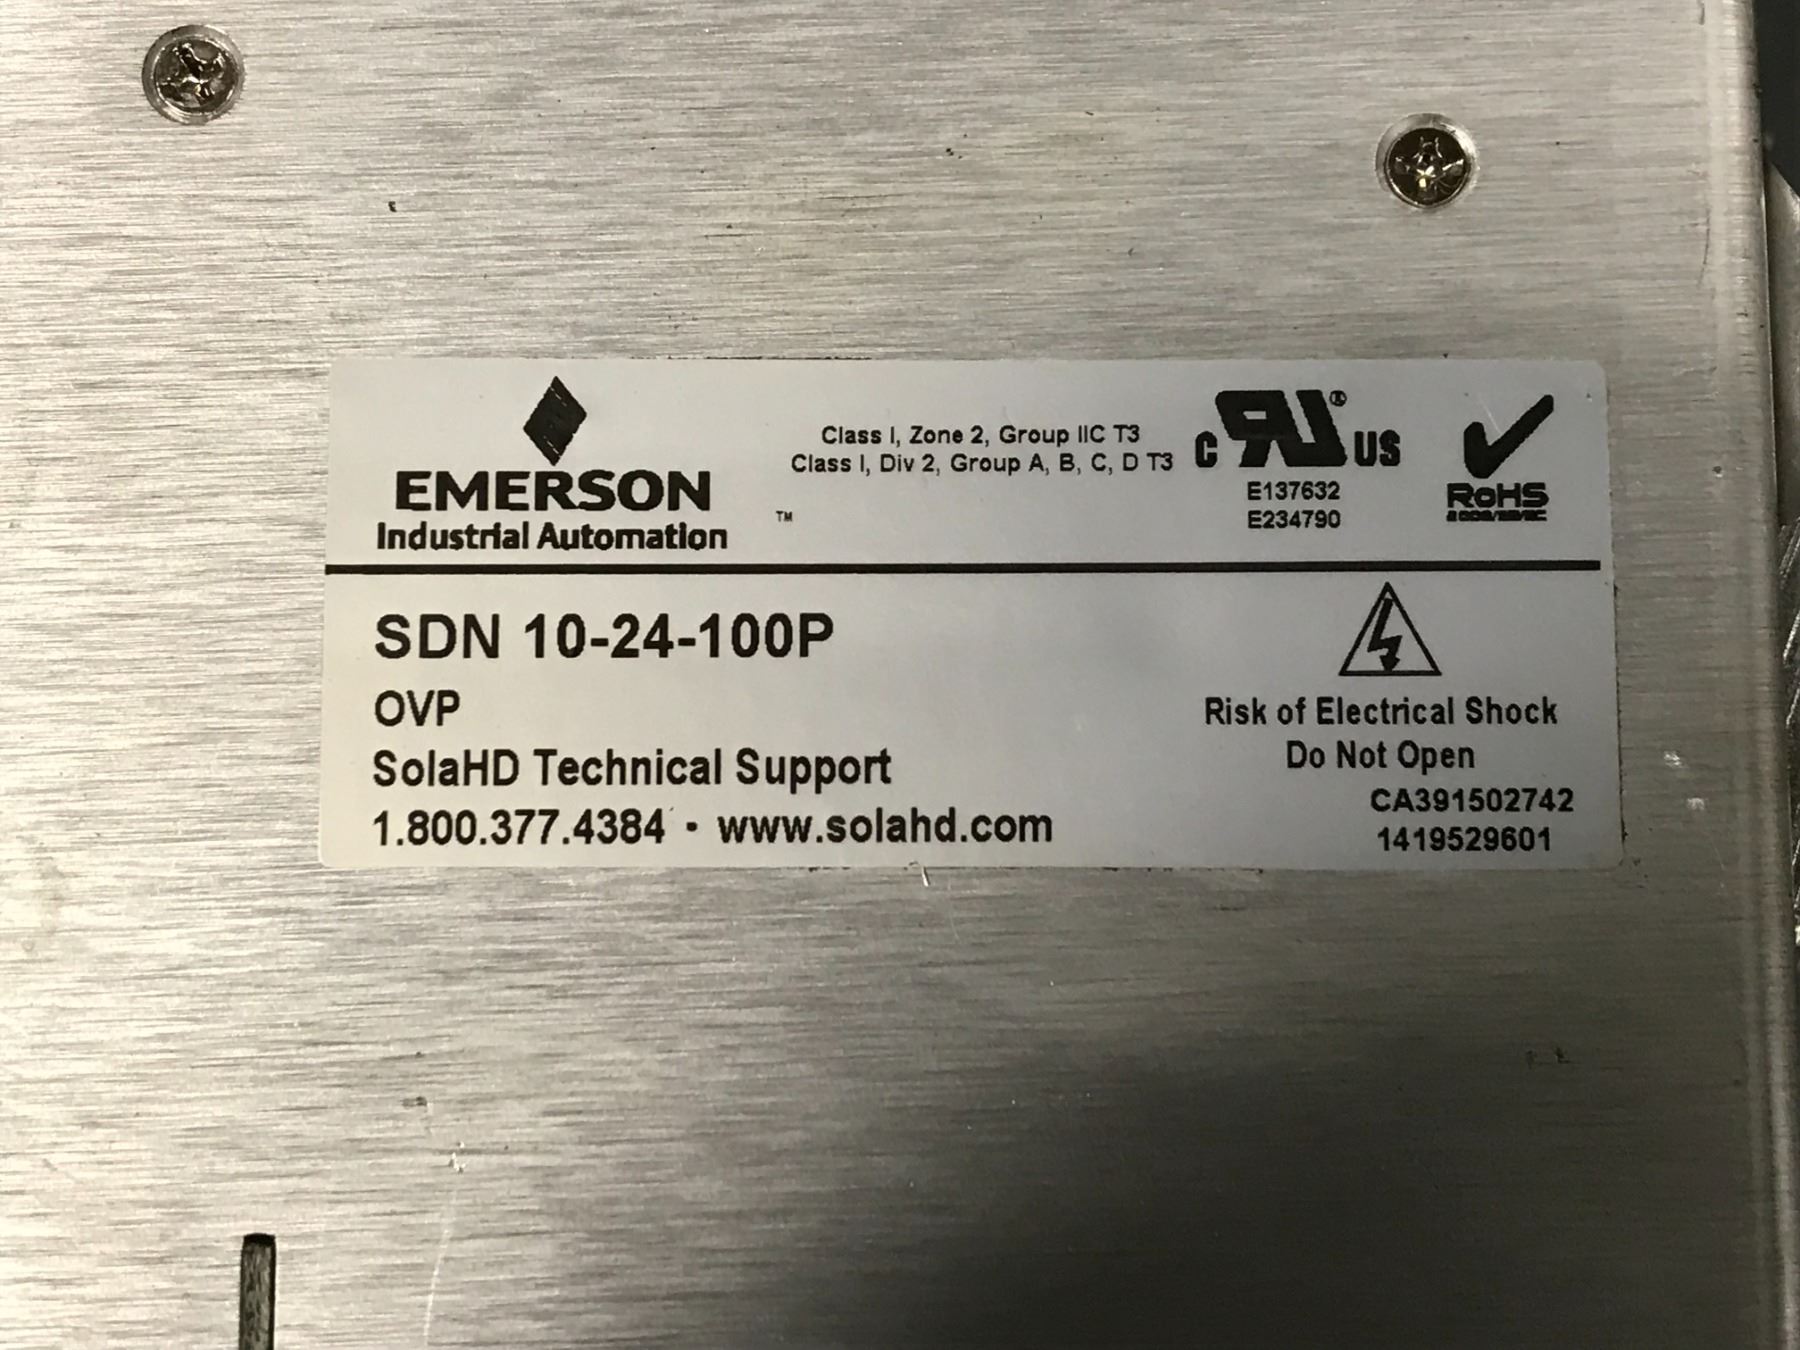 EMERSON
Industrial Automation
™
Class I, Zone 2, Group IIC T3
Class I, Div 2, Group A, B, C, D T3
C UR® US
E137632
E234790
RoHS
SDN 10-24-100P
OVP
SolaHD Technical Support
1.800.377.4384 • www.solahd.com
Risk of Electrical Shock
Do Not Open
CA391502742
1419529601